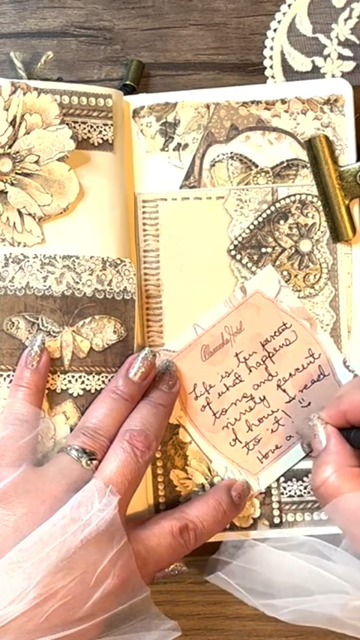 Life is ten percent
of what happens
to me and
ninety percent
of how I react
to it! :)
Have a